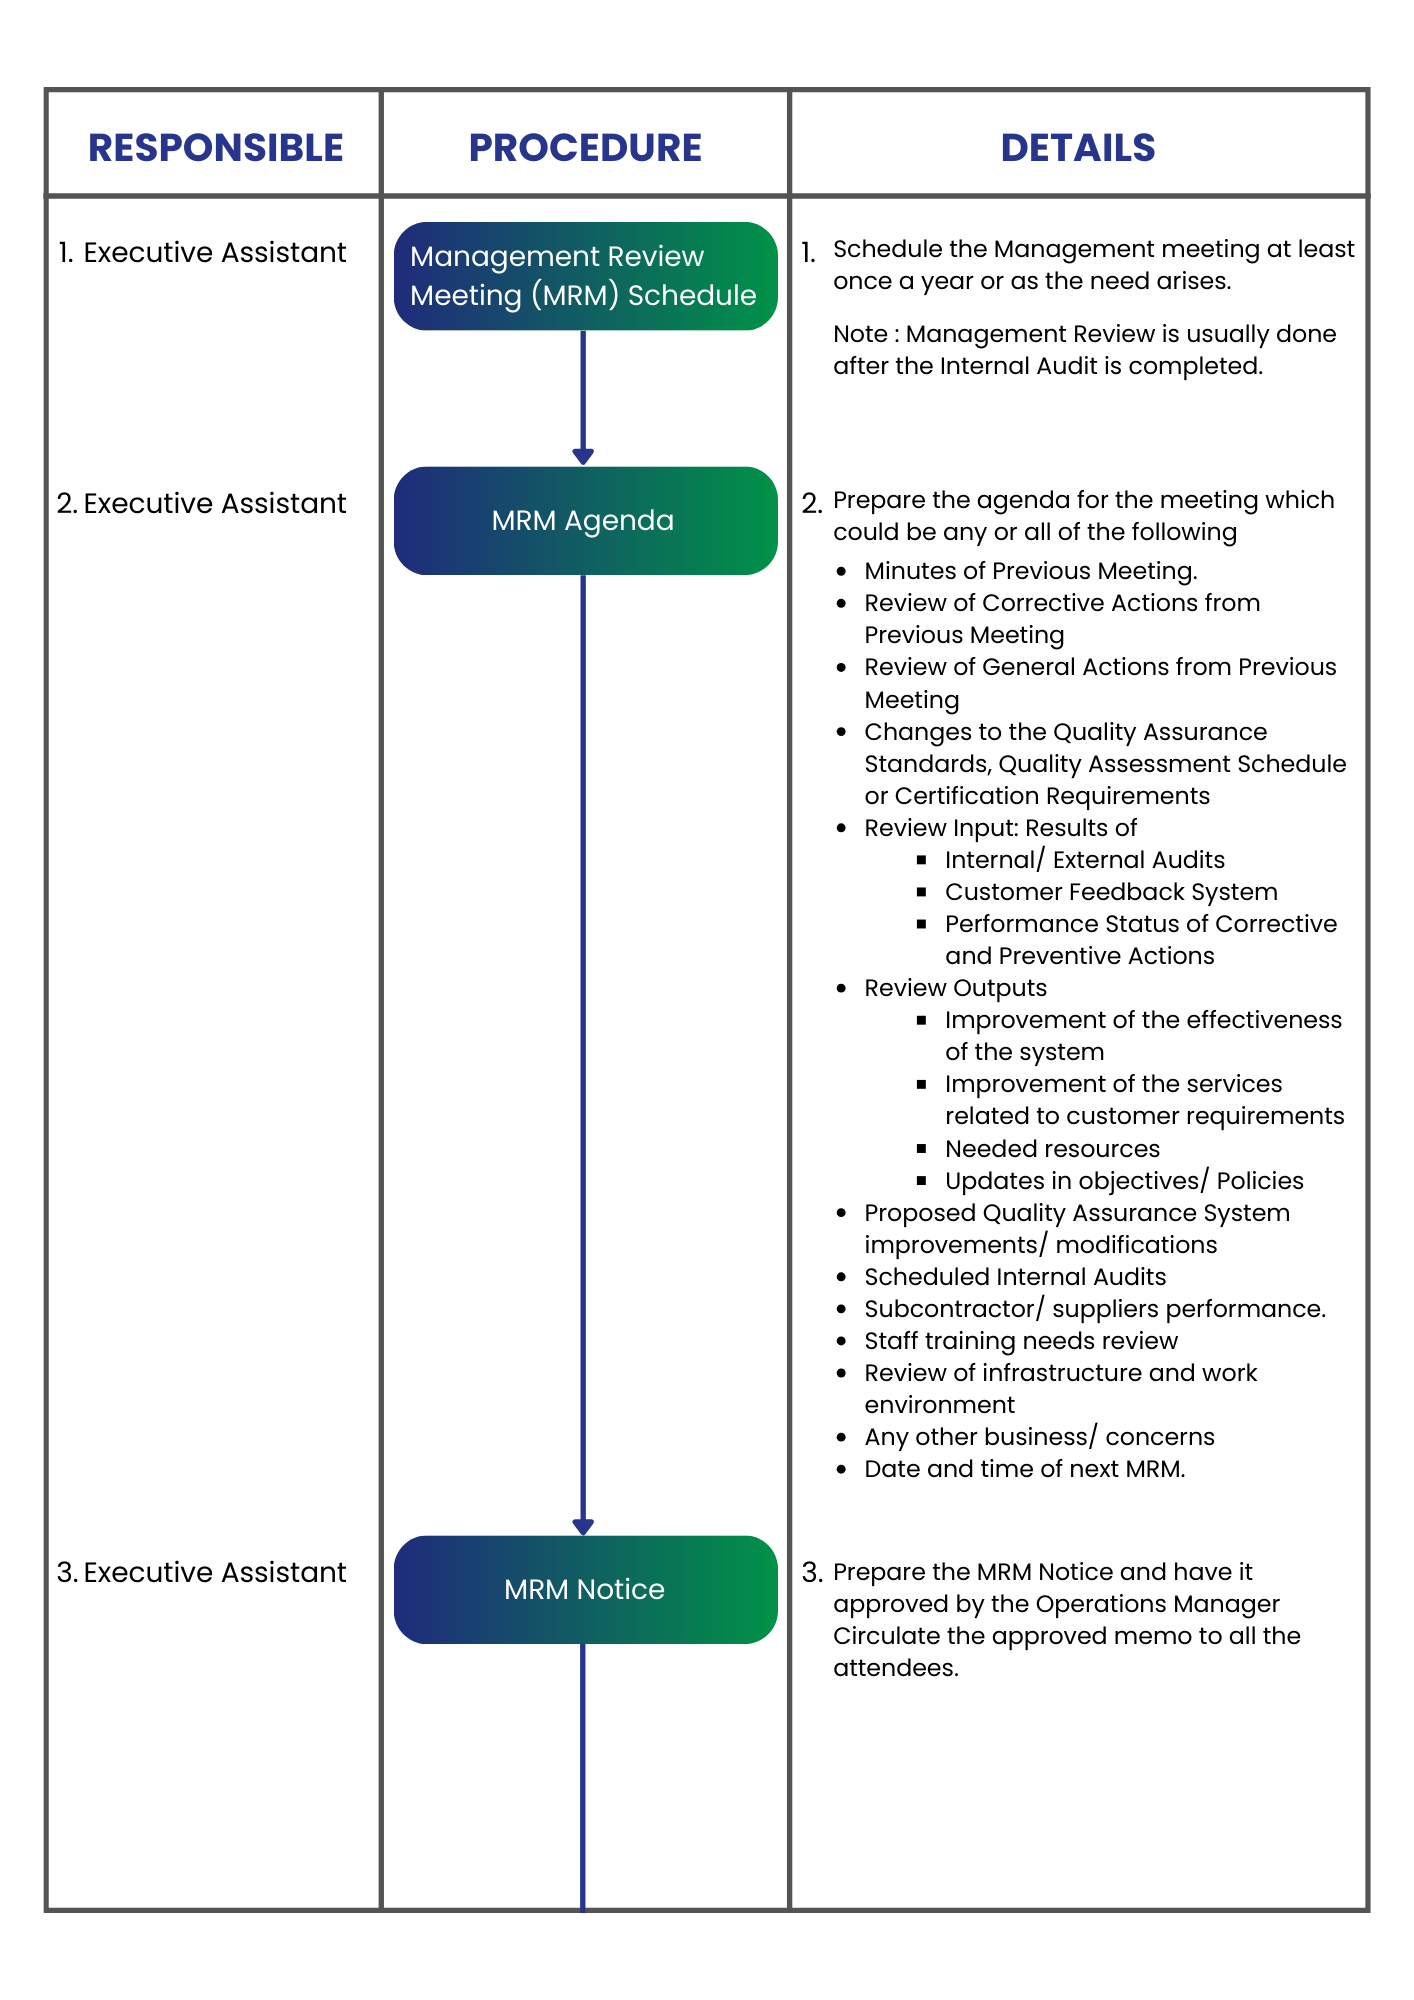 RESPONSIBLE
PROCEDURE
DETAILS
1. Executive Assistant
Management Review
Meeting (MRM) Schedule
1. Schedule the Management meeting at least
once a year or as the need arises.
Note : Management Review is usually done
after the Internal Audit is completed.
2. Executive Assistant
MRM Agenda
2. Prepare the agenda for the meeting which
could be any or all of the following
• Minutes of Previous Meeting.
• Review of Corrective Actions from
Previous Meeting
• Review of General Actions from Previous
Meeting
• Changes to the Quality Assurance
Standards, Quality Assessment Schedule
or Certification Requirements
• Review Input: Results of
▪ Internal/ External Audits
▪ Customer Feedback System
▪ Performance Status of Corrective
and Preventive Actions
• Review Outputs
▪ Improvement of the effectiveness
of the system
▪ Improvement of the services
related to customer requirements
▪ Needed resources
▪ Updates in objectives/ Policies
• Proposed Quality Assurance System
improvements/ modifications
• Scheduled Internal Audits
• Subcontractor/ suppliers performance.
• Staff training needs review
• Review of infrastructure and work
environment
• Any other business/ concerns
• Date and time of next MRM.
3. Executive Assistant
MRM Notice
3. Prepare the MRM Notice and have it
approved by the Operations Manager
Circulate the approved memo to all the
attendees.